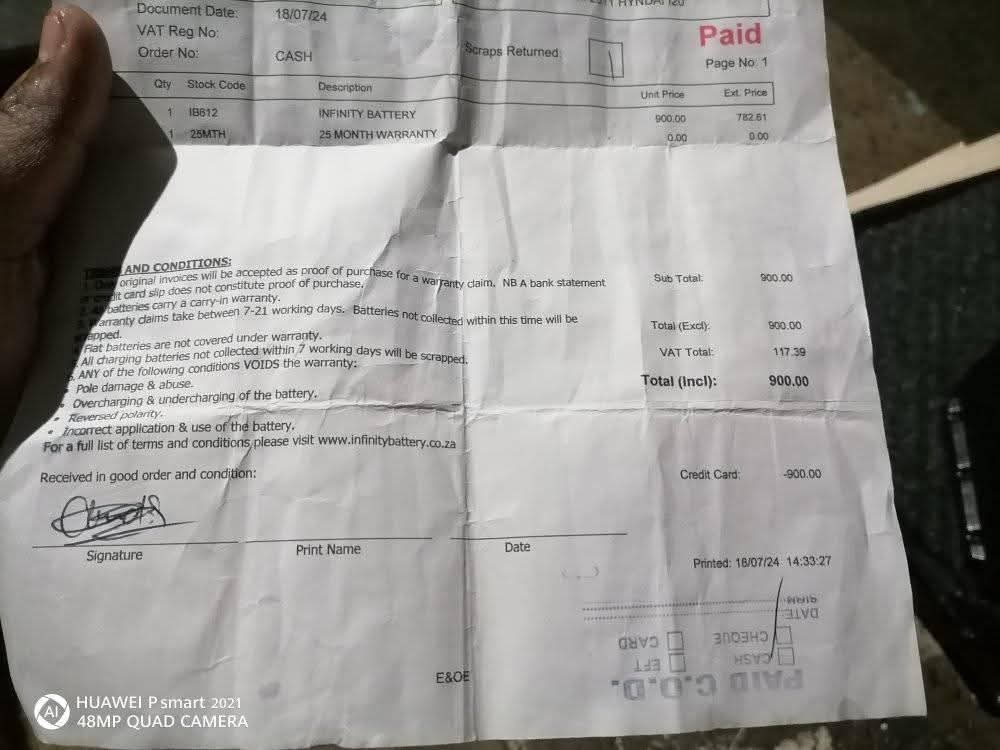 Document Date: 18/07/24
VAT Reg No:
Order No: CASH
Scraps Returned:
Paid
Page No: 1
Qty Stock Code Description Unit Price Ext. Price
1 IB612 INFINITY BATTERY 900.00 782.61
1 25MTH 25 MONTH WARRANTY 0.00 0.00
AND CONDITIONS:
original invoices will be accepted as proof of purchase for a warranty claim. NB A bank statement
card slip does not constitute proof of purchase.
batteries carry a carry-in warranty.
Warranty claims take between 7-21 working days. Batteries not collected within this time will be
Flat batteries are not covered under warranty.
All charging batteries not collected within 7 working days will be scrapped.
ANY of the following conditions VOIDS the warranty:
• Pole damage & abuse.
• Overcharging & undercharging of the battery.
• Reversed polarity.
• Incorrect application & use of the battery.
For a full list of terms and conditions please visit www.infinitybattery.co.za
Sub Total: 900.00
Total (Excl): 900.00
VAT Total: 117.39
Total (Incl): 900.00
Credit Card: -900.00
Received in good order and condition:
Signature Print Name Date
Printed: 18/07/24 14:33:27
E&OE
PAID C.O.D.
CASH EFT
CHEQUE CARD
DATE:
HUAWEI P smart 2021
48MP QUAD CAMERA
AI